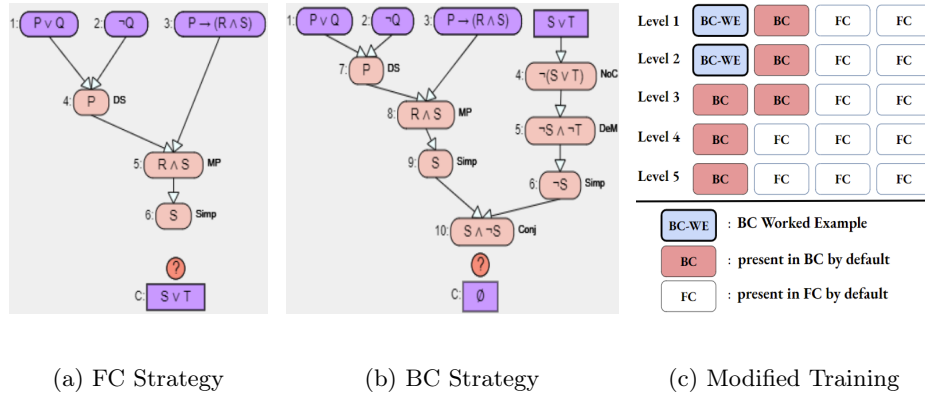 1: P ∨ Q
2: ¬Q
3: P → (R ∧ S)
4: P DS
5: R ∧ S MP
6: S Simp
?
C: S ∨ T
(a) FC Strategy
1: P ∨ Q
2: ¬Q
3: P → (R ∧ S)
S ∨ T
7: P DS
4: ¬(S ∨ T) NoC
8: R ∧ S MP
5: ¬S ∧ ¬T DeM
9: S Simp
6: ¬S Simp
10: S ∧ ¬S Conj
?
C: Ø
(b) BC Strategy
Level 1 BC-WE BC FC FC
Level 2 BC-WE BC FC FC
Level 3 BC BC FC FC
Level 4 BC FC FC FC
Level 5 BC FC FC FC
BC-WE : BC Worked Example
BC : present in BC by default
FC : present in FC by default
(c) Modified Training